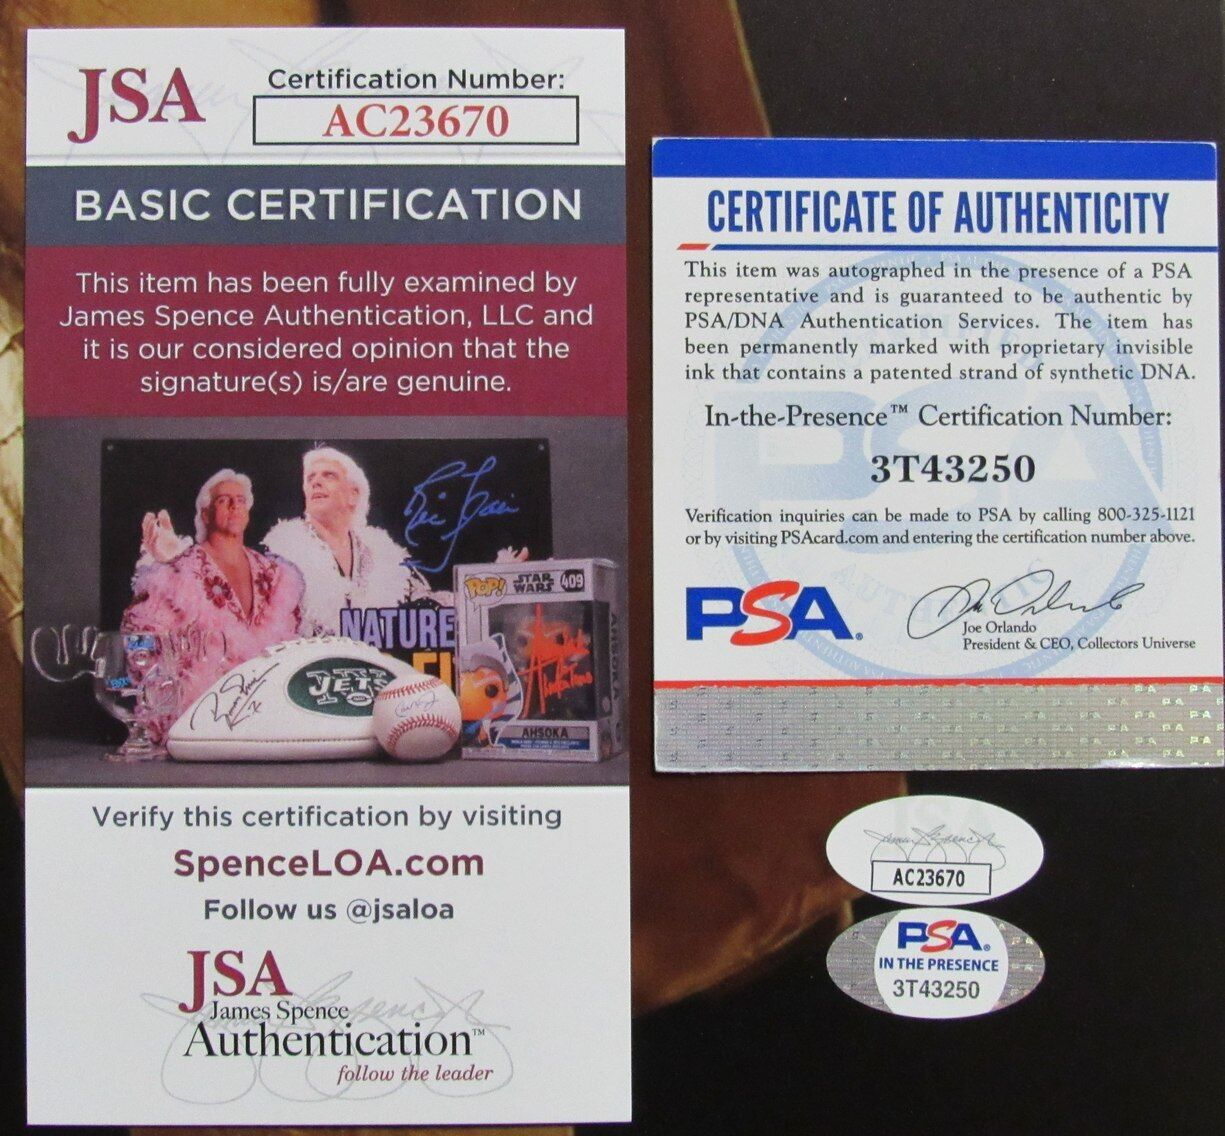 JSA
Certification Number:
AC23670
BASIC CERTIFICATION
This item has been fully examined by
James Spence Authentication, LLC and
it is our considered opinion that the
signature(s) is/are genuine.
NATURE
JETS
POP!
STAR
WARS
409
AHSOKA
AHSOKA
Verify this certification by visiting
SpenceLOA.com
Follow us @jsaloa
JSA
James Spence
Authentication™
follow the leader
CERTIFICATE OF AUTHENTICITY
This item was autographed in the presence of a PSA
representative and is guaranteed to be authentic by
PSA/DNA Authentication Services. The item has
been permanently marked with proprietary invisible
ink that contains a patented strand of synthetic DNA.
In-the-Presence™ Certification Number:
3T43250
Verification inquiries can be made to PSA by calling 800-325-1121
or by visiting PSAcard.com and entering the certification number above.
PSA.
Joe Orlando
President & CEO, Collectors Universe
JSA
AC23670
PSA.
IN THE PRESENCE
3T43250